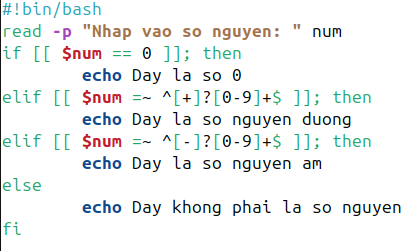 #!bin/bash
read -p "Nhap vao so nguyen: " num
if [[ $num == 0 ]]; then
        echo Day la so 0
elif [[ $num =~ ^[+]?[0-9]+$ ]]; then
        echo Day la so nguyen duong
elif [[ $num =~ ^[-]?[0-9]+$ ]]; then
        echo Day la so nguyen am
else
        echo Day khong phai la so nguyen
fi